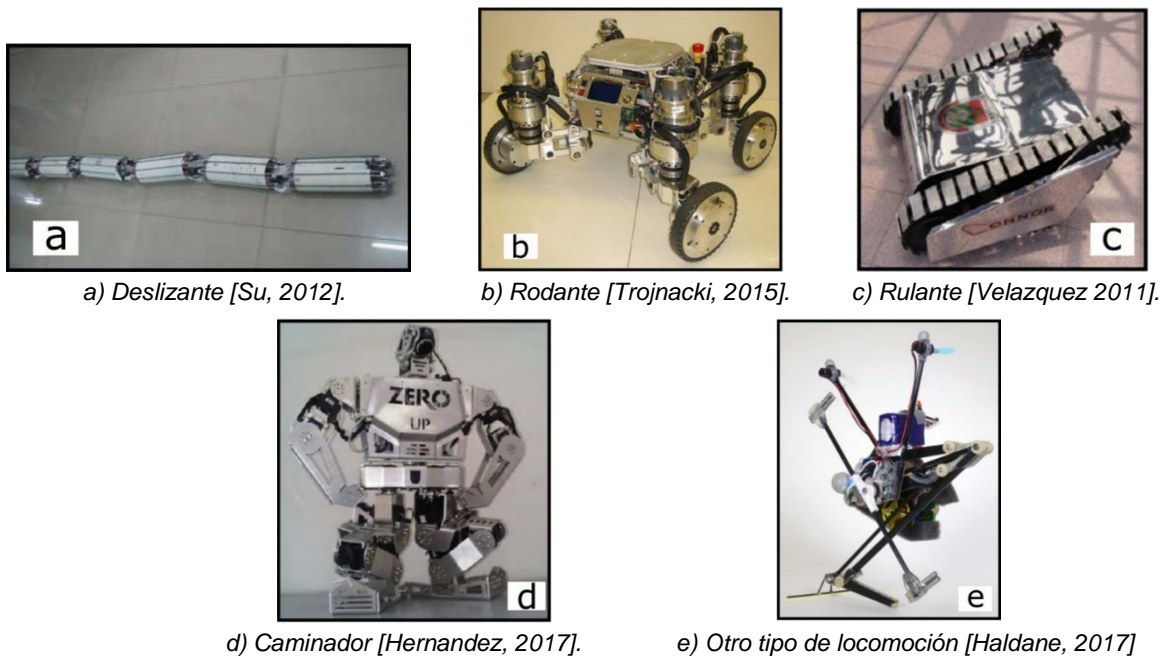 a
b
CONNOR
c
a) Deslizante [Su, 2012].
b) Rodante [Trojnacki, 2015].
c) Rulante [Velazquez 2011].
ZERO
UP
d
e
d) Caminador [Hernandez, 2017].
e) Otro tipo de locomoción [Haldane, 2017]